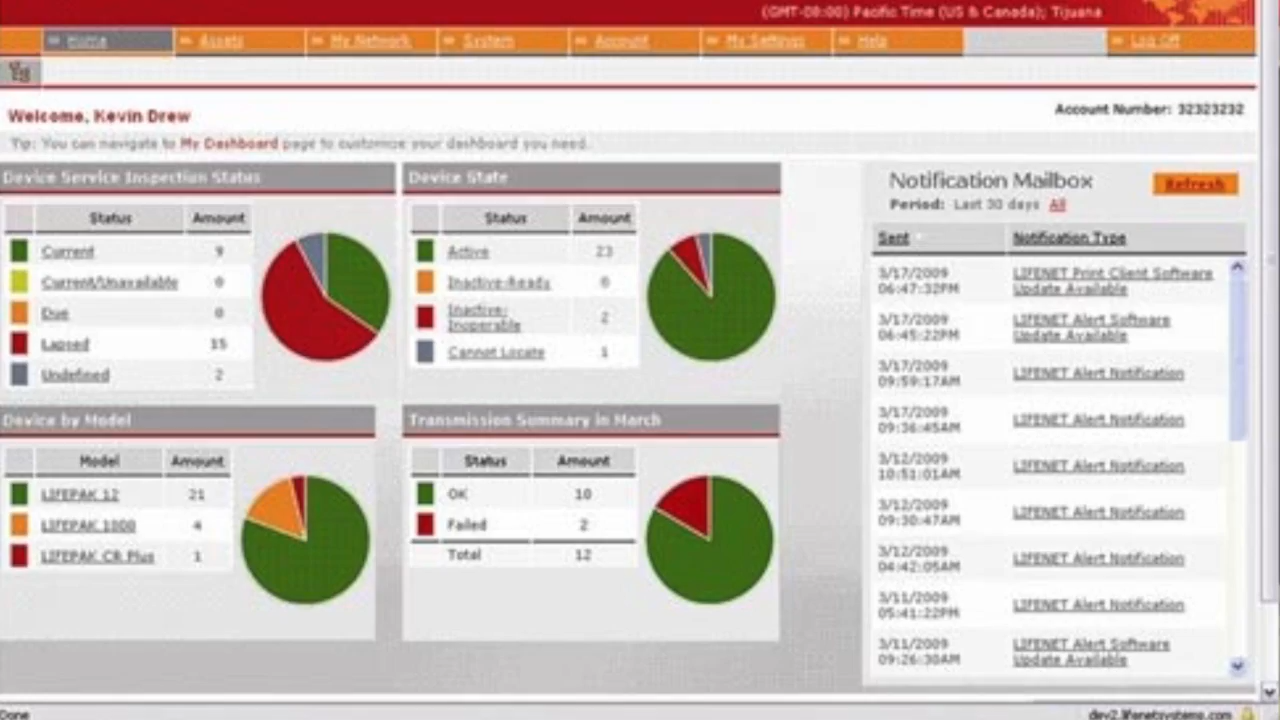 (GMT-08:00) Pacific Time (US & Canada); Tijuana
Home Assets My Network System Account My Settings Help Log Off
Welcome, Kevin Drew
Account Number: 32323232
Tip: You can navigate to My Dashboard page to customize your dashboard you need.
Device Service Inspection Status
Status Amount
Current 9
Current/Unavailable 0
Due 0
Lapsed 15
Undefined 2
Device State
Status Amount
Active 23
Inactive-Ready 0
Inactive-
Inoperable 2
Cannot Locate 1
Device by Model
Model Amount
LIFEPAK 12 21
LIFEPAK 1000 4
LIFEPAK CR Plus 1
Transmission Summary in March
Status Amount
OK 10
Failed 2
Total 12
Notification Mailbox
Refresh
Period: Last 30 days All
Sent Notification Type
3/17/2009 LIFENET Print Client Software
06:47:32PM Update Available
3/17/2009 LIFENET Alert Software
06:45:22PM Update Available
3/17/2009
09:59:17AM LIFENET Alert Notification
3/17/2009
09:36:45AM LIFENET Alert Notification
3/12/2009
10:51:01AM LIFENET Alert Notification
3/12/2009
09:30:47AM LIFENET Alert Notification
3/12/2009
04:42:05AM LIFENET Alert Notification
3/11/2009
05:41:22PM LIFENET Alert Notification
3/11/2009 LIFENET Alert Software
09:26:30AM Update Available
Done
dev2.lifenetsystems.com